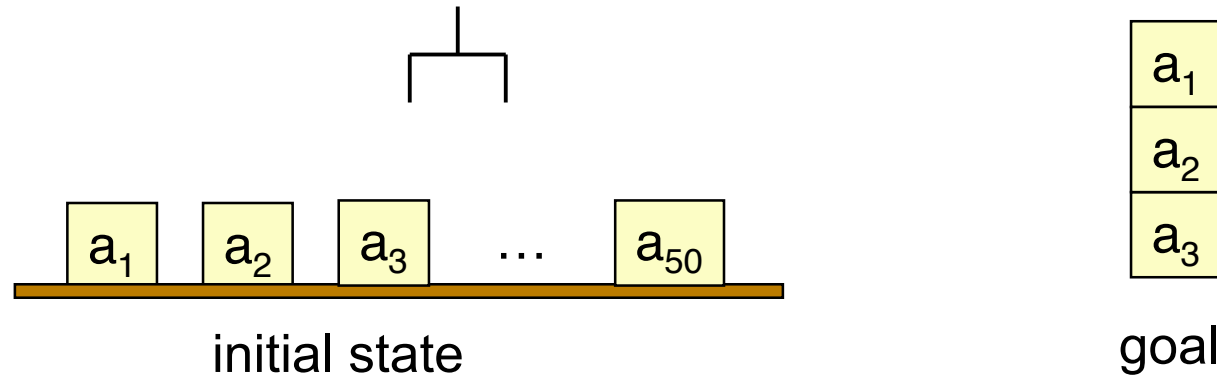 a₁
a₂
a₃
a₁ a₂ a₃ … a₅₀
initial state
goal